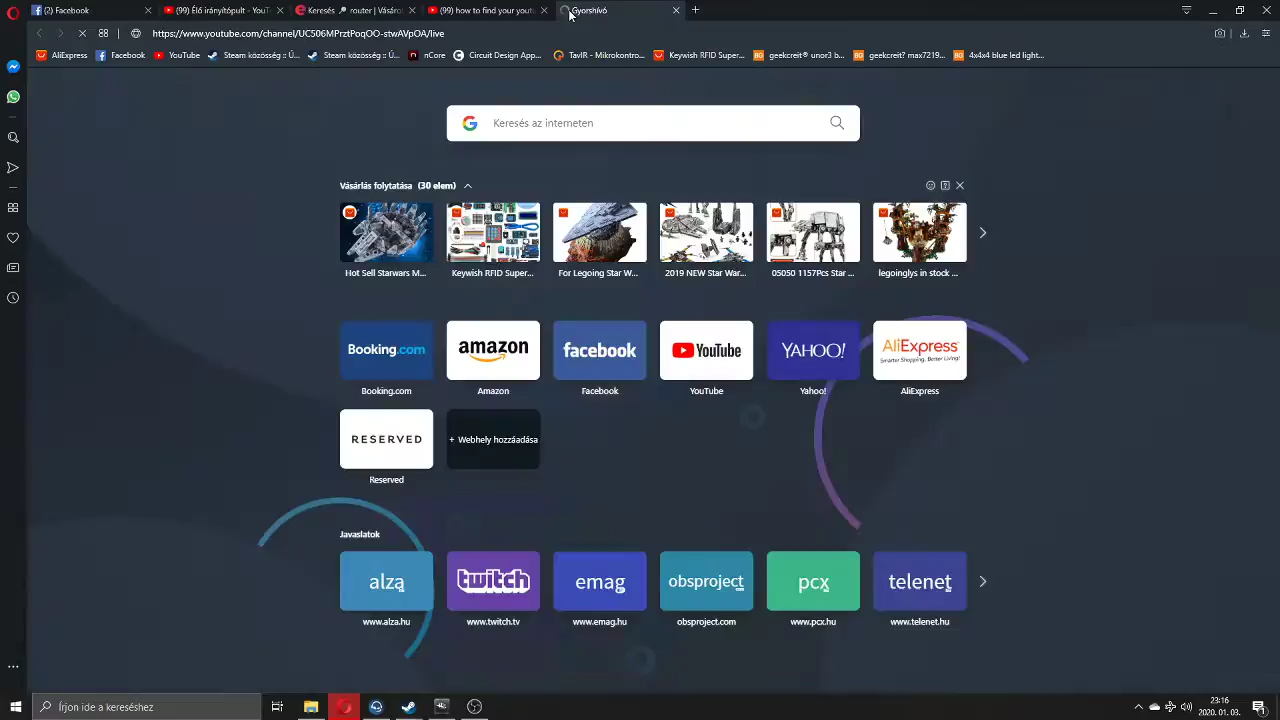 (2) Facebook
(99) Élő irányítópult - YouT
Keresés 🔎 router | Vásárol
(99) how to find your youtu
Gyorshívó
https://www.youtube.com/channel/UC506MPrztPoqOO-stwAVpOA/live
AliExpress
Facebook
YouTube
Steam közösség :: Ú...
Steam közösség :: Ú...
nCore
Circuit Design App...
TavIR - Mikrokontro...
Keywish RFID Super...
geekcreit® unor3 b...
geekcreit? max7219...
4x4x4 blue led light...
Keresés az interneten
Vásárlás folytatása (30 elem)
Hot Sell Starwars M...
Keywish RFID Super...
For Legoing Star W...
2019 NEW Star War...
05050 1157Pcs Star ...
legoinglys in stock ...
Booking.com
amazon
facebook
YouTube
YAHOO!
AliExpress
Smarter Shopping, Better Living!
Booking.com
Amazon
Facebook
YouTube
Yahoo!
AliExpress
RESERVED
+ Webhely hozzáadása
Reserved
Javaslatok
alza
twitch
emag
obsproject
pcx
telenet
www.alza.hu
www.twitch.tv
www.emag.hu
obsproject.com
www.pcx.hu
www.telenet.hu
Írjon ide a kereséshez
23:16
2020. 01. 03.